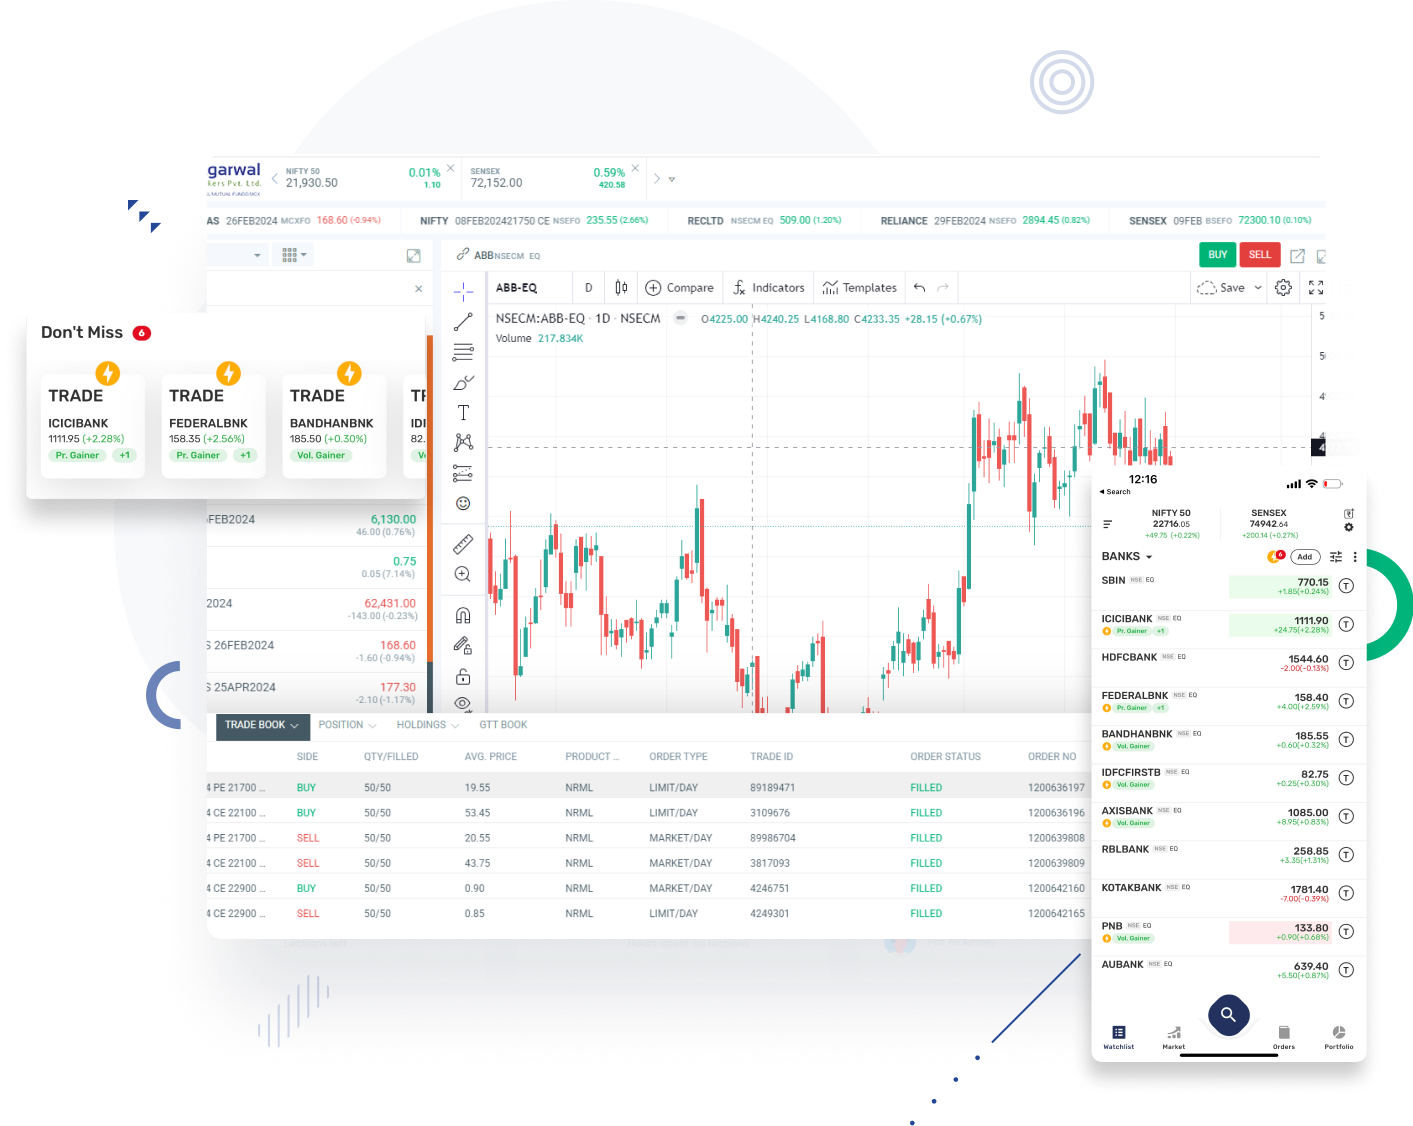 garwal
kers Pvt. Ltd.
NIFTY 50
21,930.50
0.01%
1.10
SENSEX
72,152.00
0.59%
420.58
AS 26FEB2024 MCXFO 168.60 (-0.94%)
NIFTY 08FEB202421750 CE NSEFO 235.55 (2.66%)
RECLTD NSECM EQ 509.00 (1.20%)
RELIANCE 29FEB2024 NSEFO 2894.45 (0.82%)
SENSEX 09FEB BSEFO 72300.10 (0.10%)
ABB NSECM EQ
BUY
SELL
ABB-EQ
D
Compare
Indicators
Templates
Save
NSECM:ABB-EQ · 1D · NSECM
O4225.00 H4240.25 L4168.80 C4233.35 +28.15 (+0.67%)
Volume 217.834K
Don't Miss 6
TRADE
ICICIBANK
1111.95 (+2.28%)
Pr. Gainer +1
TRADE
FEDERALBNK
158.35 (+2.56%)
Pr. Gainer +1
TRADE
BANDHANBNK
185.50 (+0.30%)
Vol. Gainer
82.
FEB2024 6,130.00
46.00 (0.76%)
0.75
0.05 (7.14%)
2024 62,431.00
-143.00 (-0.23%)
S 26FEB2024 168.60
-1.60 (-0.94%)
S 25APR2024 177.30
-2.10 (-1.17%)
TRADE BOOK POSITION HOLDINGS GTT BOOK
SIDE QTY/FILLED AVG. PRICE PRODUCT ... ORDER TYPE TRADE ID ORDER STATUS ORDER NO
4 PE 21700 ... BUY 50/50 19.55 NRML LIMIT/DAY 89189471 FILLED 1200636197
4 CE 22100 ... BUY 50/50 53.45 NRML LIMIT/DAY 3109676 FILLED 1200636196
4 PE 21700 ... SELL 50/50 20.55 NRML MARKET/DAY 89986704 FILLED 1200639808
4 CE 22100 ... SELL 50/50 43.75 NRML MARKET/DAY 3817093 FILLED 1200639809
4 CE 22900 ... BUY 50/50 0.90 NRML MARKET/DAY 4246751 FILLED 1200642160
4 CE 22900 ... SELL 50/50 0.85 NRML LIMIT/DAY 4249301 FILLED 1200642165
12:16
Search
NIFTY 50
22716.05
+49.75 (+0.22%)
SENSEX
74942.64
+200.14 (+0.27%)
BANKS
6
Add
SBIN NSE EQ 770.15
+1.85(+0.24%)
T
ICICIBANK NSE EQ 1111.90
Pr. Gainer +1 +24.75(+2.28%)
T
HDFCBANK NSE EQ 1544.60
-2.00(-0.13%)
T
FEDERALBNK NSE EQ 158.40
Pr. Gainer +1 +4.00(+2.59%)
T
BANDHANBNK NSE EQ 185.55
Vol. Gainer +0.60(+0.32%)
T
IDFCFIRSTB NSE EQ 82.75
Vol. Gainer +0.25(+0.30%)
T
AXISBANK NSE EQ 1085.00
Vol. Gainer +8.95(+0.83%)
T
RBLBANK NSE EQ 258.85
+3.35(+1.31%)
T
KOTAKBANK NSE EQ 1781.40
-7.00(-0.39%)
T
PNB NSE EQ 133.80
Vol. Gainer +0.90(+0.68%)
T
AUBANK NSE EQ 639.40
+5.50(+0.87%)
T
Watchlist
Market
Orders
Portfolio